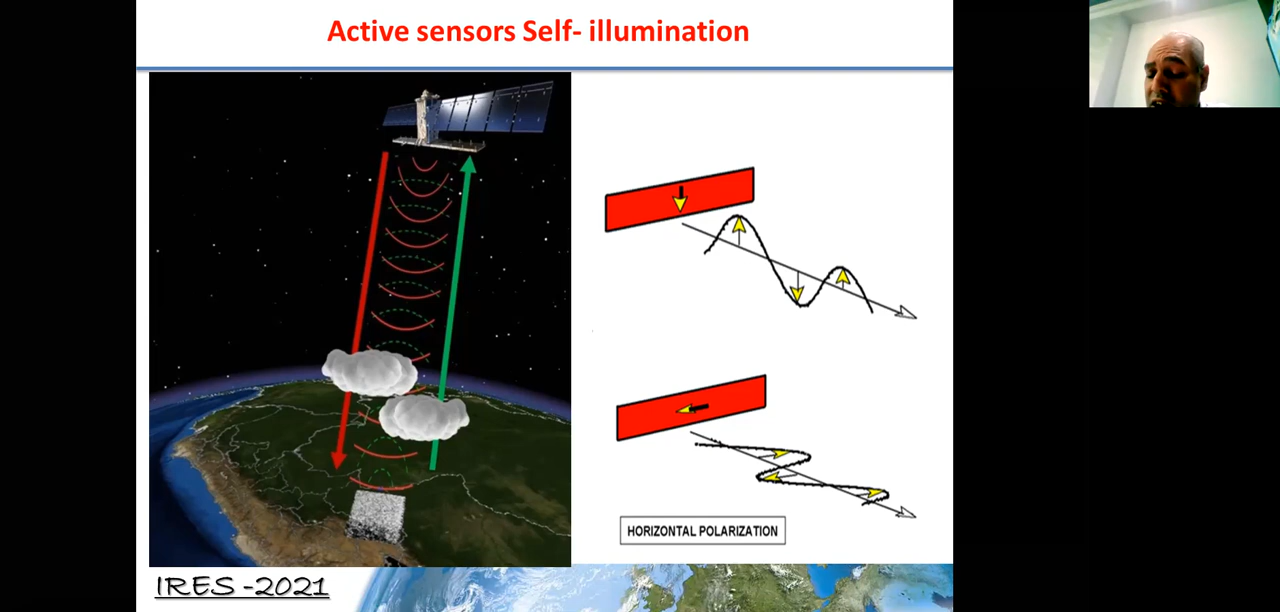 Active sensors Self- illumination
HORIZONTAL POLARIZATION
IRES -2021